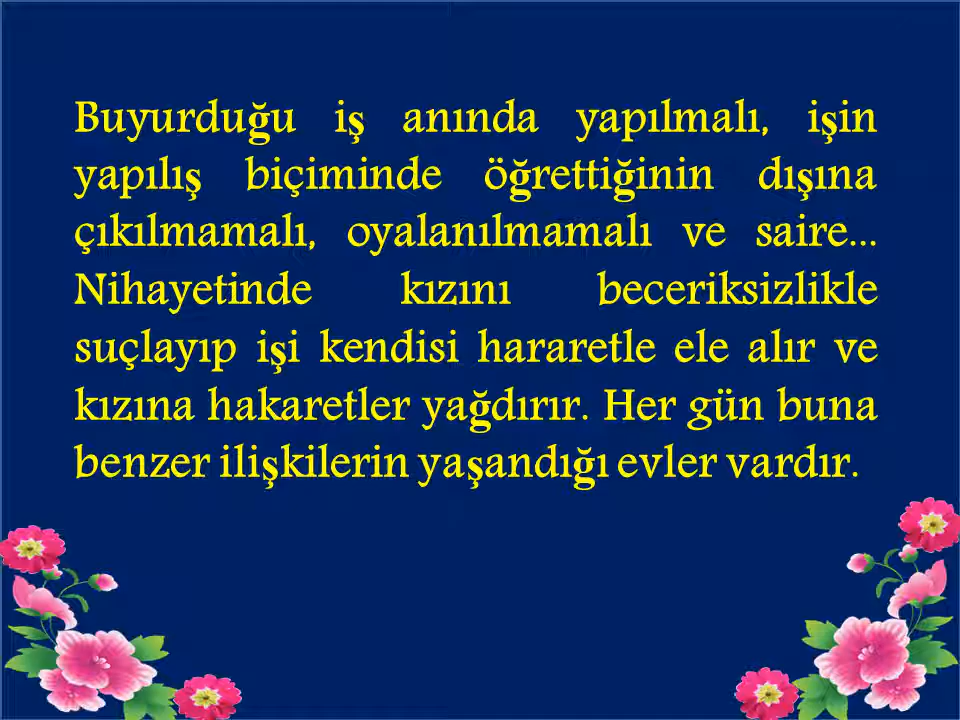 Buyurduğu iş anında yapılmalı, işin
yapılış biçiminde öğrettiğinin dışına
çıkılmamalı, oyalanılmamalı ve saire...
Nihayetinde kızını beceriksizlikle
suçlayıp işi kendisi hararetle ele alır ve
kızına hakaretler yağdırır. Her gün buna
benzer ilişkilerin yaşandığı evler vardır.